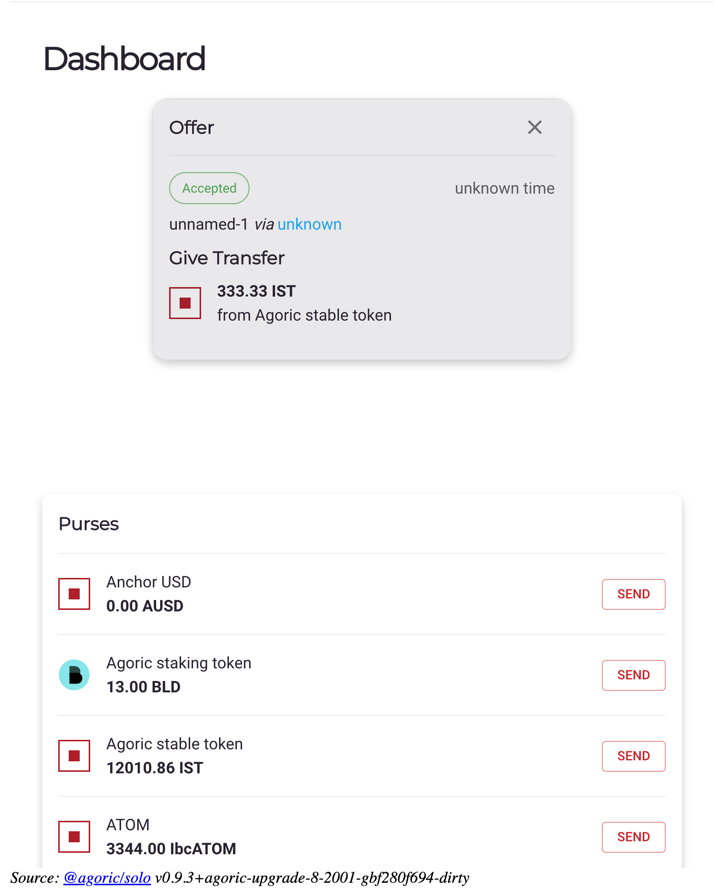 Dashboard
Offer
Accepted
unknown time
unnamed-1 via unknown
Give Transfer
333.33 IST
from Agoric stable token
Purses
Anchor USD
0.00 AUSD
SEND
Agoric staking token
13.00 BLD
SEND
Agoric stable token
12010.86 IST
SEND
ATOM
3344.00 IbcATOM
SEND
Source: @agoric/solo v0.9.3+agoric-upgrade-8-2001-gbf280f694-dirty